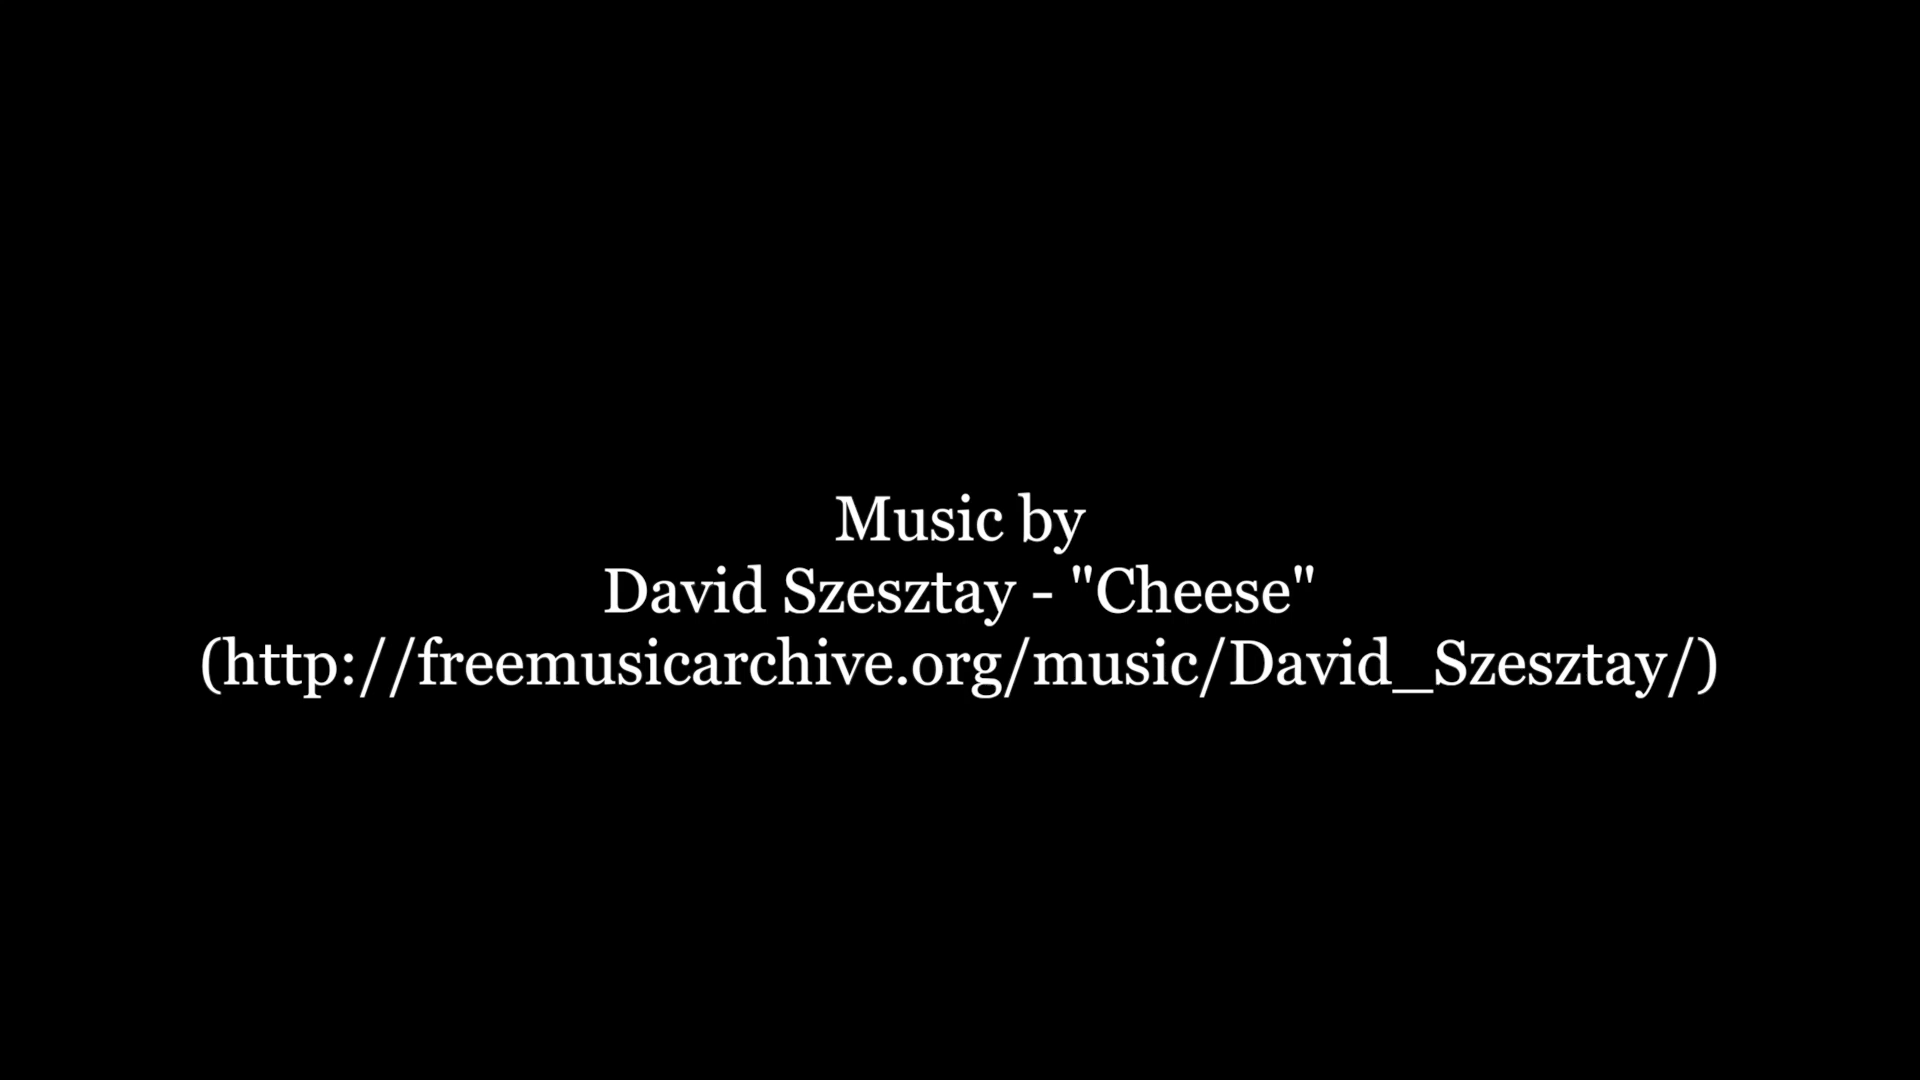 Music by
David Szesztay - "Cheese"
(http://freemusicarchive.org/music/David_Szesztay/)